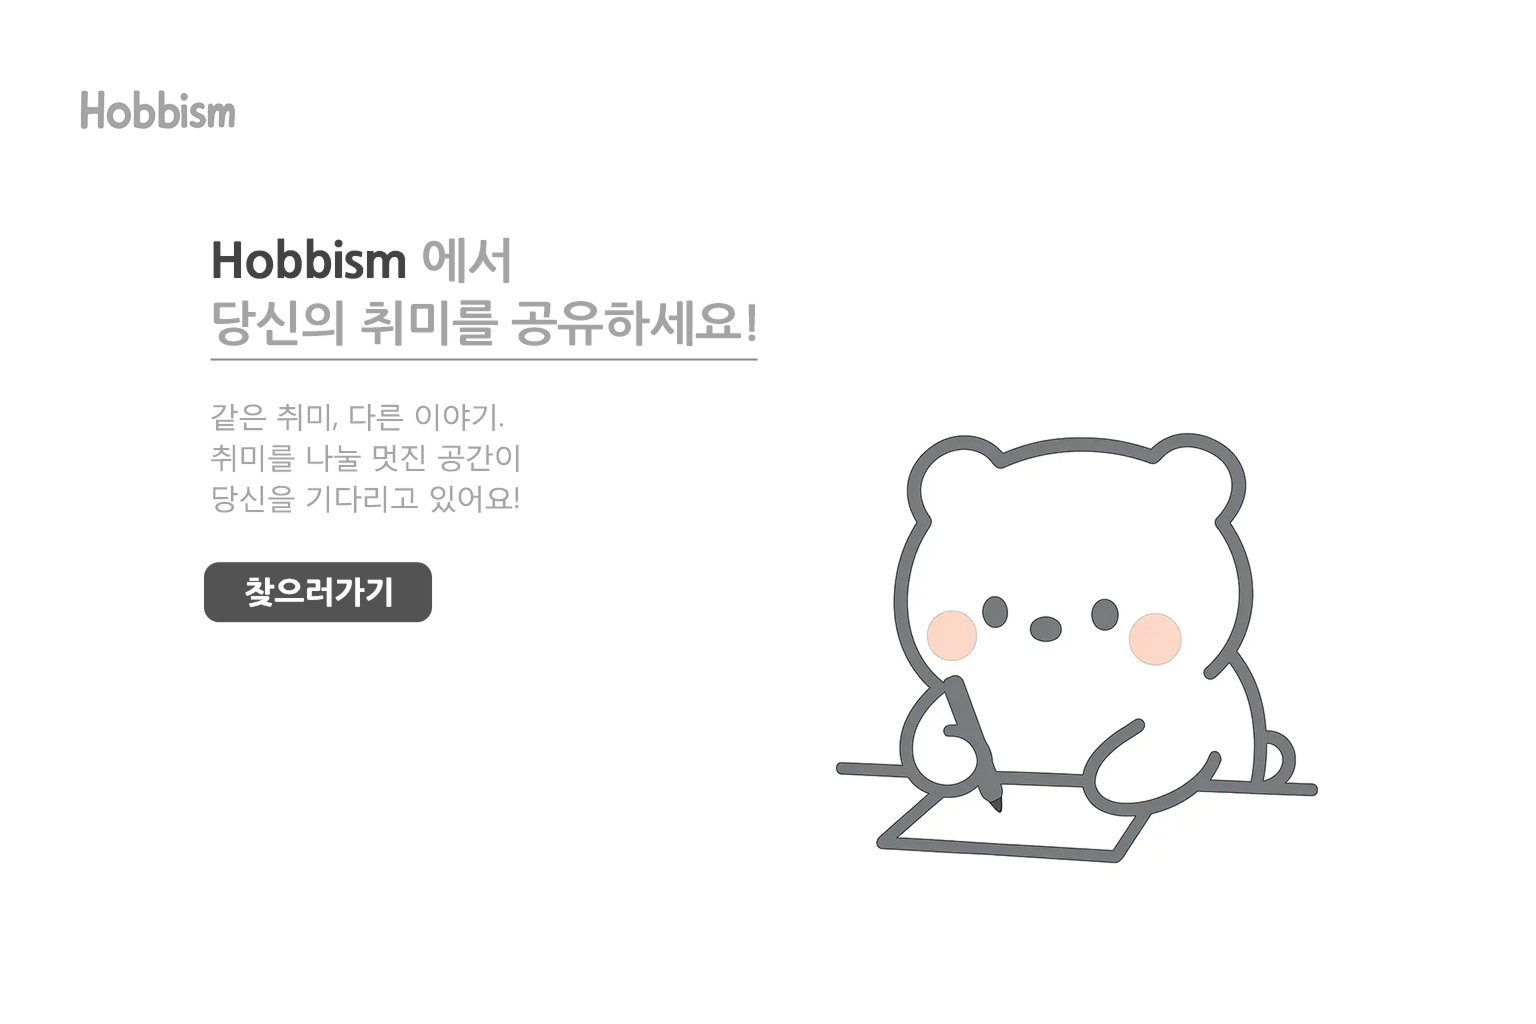 Hobbism
Hobbism 에서
당신의 취미를 공유하세요!
같은 취미, 다른 이야기.
취미를 나눌 멋진 공간이
당신을 기다리고 있어요!
찾으러가기